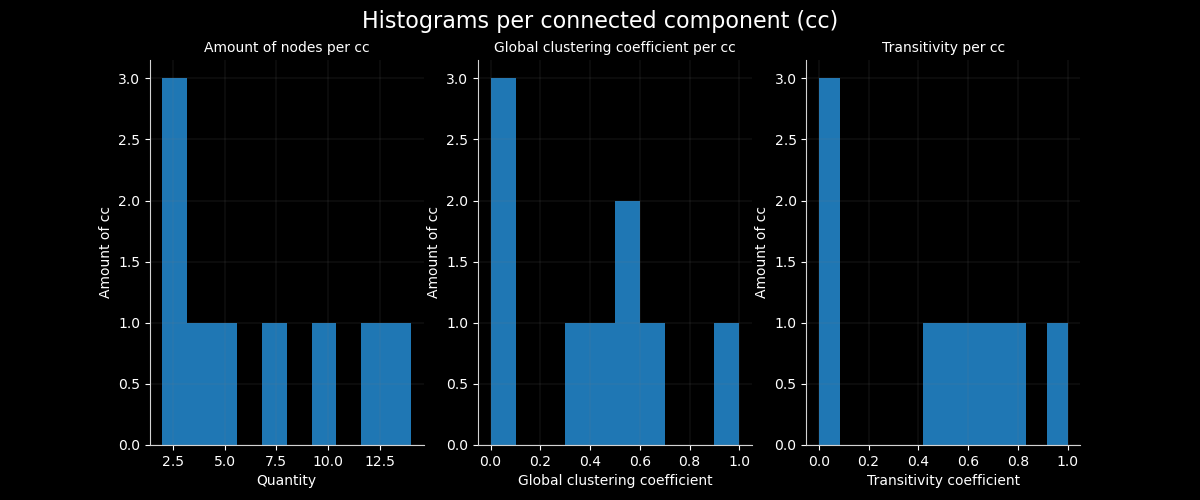 Histograms per connected component (cc)
Amount of nodes per cc
Global clustering coefficient per cc
Transitivity per cc
Amount of cc
3.0
2.5
2.0
1.5
1.0
0.5
0.0
2.5 5.0 7.5 10.0 12.5
Quantity
Amount of cc
3.0
2.5
2.0
1.5
1.0
0.5
0.0
0.0 0.2 0.4 0.6 0.8 1.0
Global clustering coefficient
Amount of cc
3.0
2.5
2.0
1.5
1.0
0.5
0.0
0.0 0.2 0.4 0.6 0.8 1.0
Transitivity coefficient